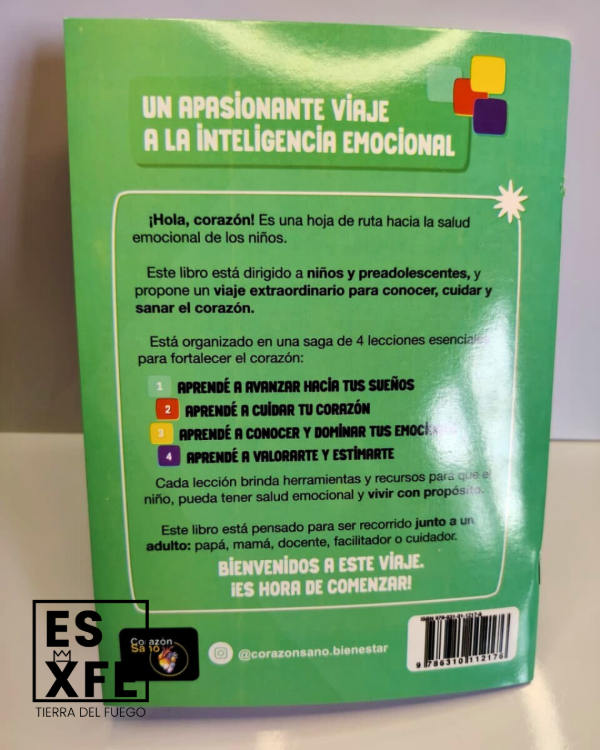 UN APASIONANTE VIAJE
A LA INTELIGENCIA EMOCIONAL
¡Hola, corazón! Es una hoja de ruta hacia la salud
emocional de los niños.
Este libro está dirigido a niños y preadolescentes, y
propone un viaje extraordinario para conocer, cuidar y
sanar el corazón.
Está organizado en una saga de 4 lecciones esenciales
para fortalecer el corazón:
1 APRENDÉ A AVANZAR HACIA TUS SUEÑOS
2 APRENDÉ A CUIDAR TU CORAZÓN
3 APRENDÉ A CONOCER Y DOMINAR TUS
4 APRENDÉ A VALORARTE Y ESTIMARTE
Cada lección brinda herramientas y recursos para que el
niño, pueda tener salud emocional y vivir con propósito.
Este libro está pensado para ser recorrido junto a un
adulto: papá, mamá, docente, facilitador o cuidador.
BIENVENIDOS A ESTE VIAJE.
¡ES HORA DE COMENZAR!
Corazón
Sano
@corazonsano.bienestar
9 786310 112176
ES
XFE
TIERRA DEL FUEGO